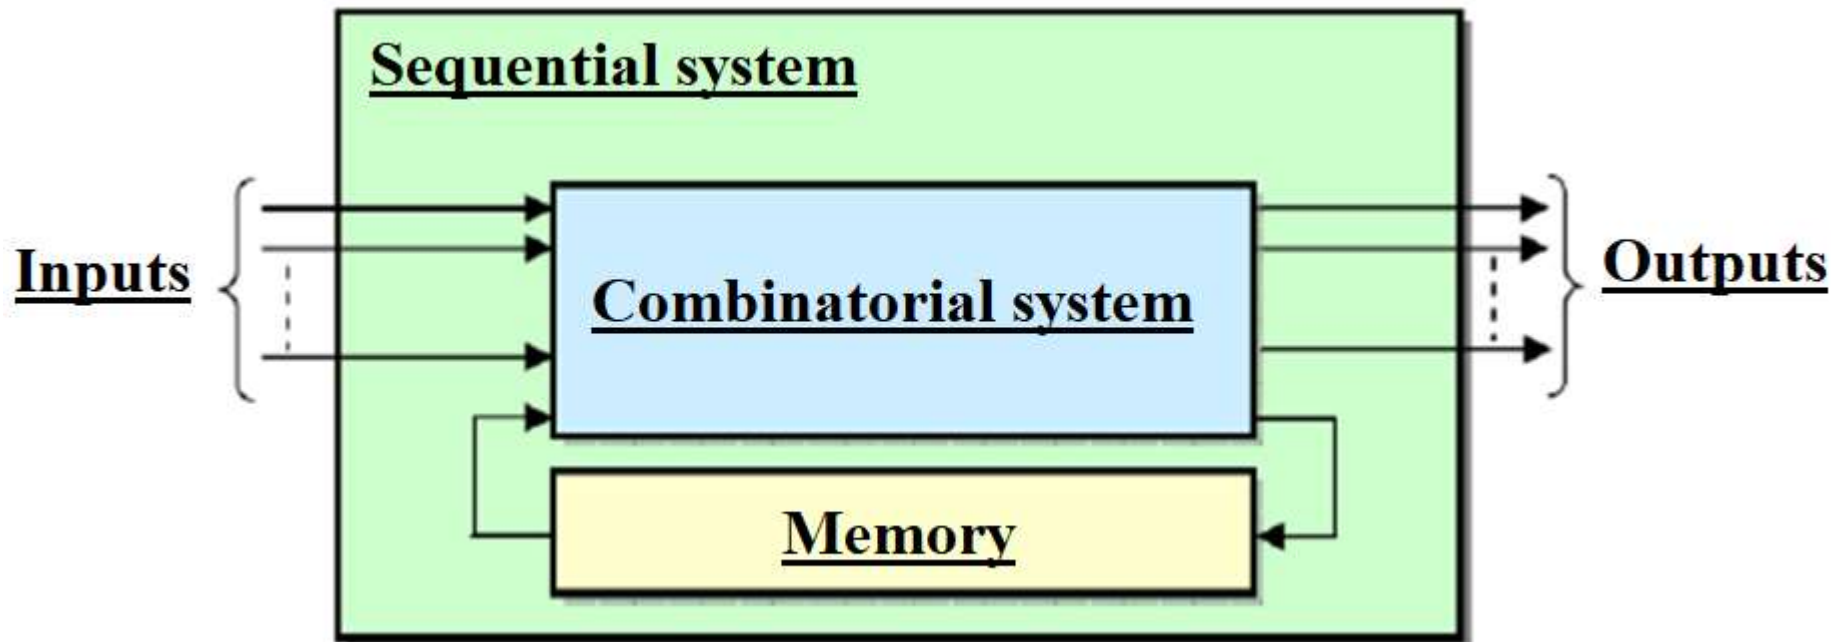 Sequential system
Inputs
Combinatorial system
Outputs
Memory